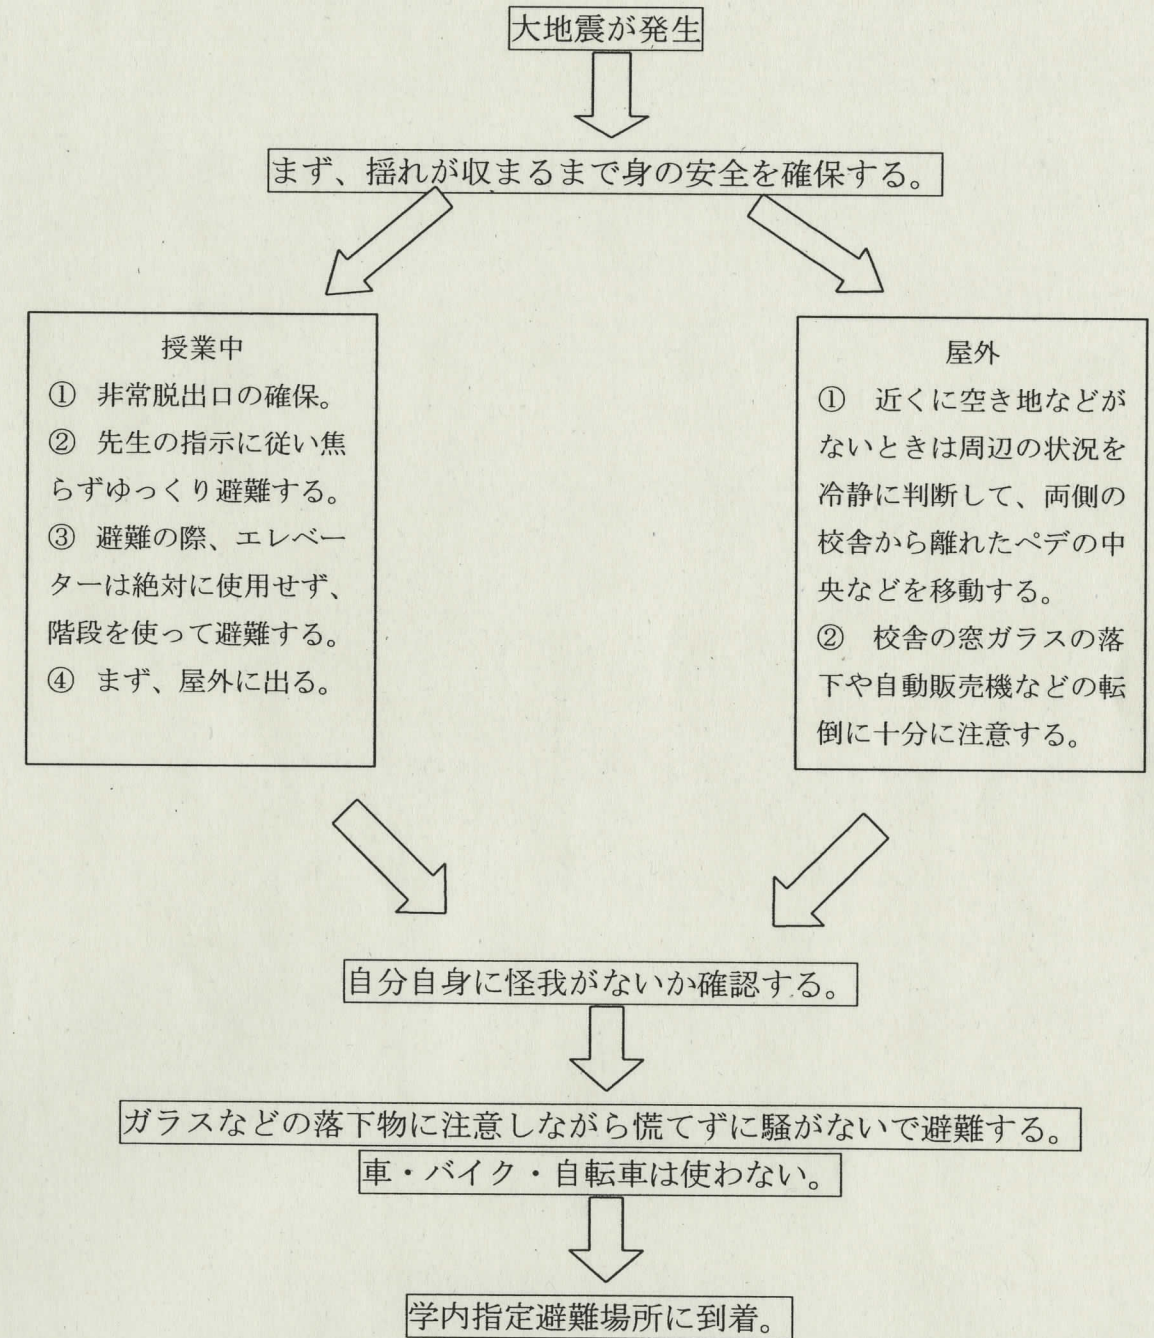 大地震が発生
まず、揺れが収まるまで身の安全を確保する。
授業中
① 非常脱出口の確保。
② 先生の指示に従い焦
らずゆっくり避難する。
③ 避難の際、エレベー
ターは絶対に使用せず、
階段を使って避難する。
④ まず、屋外に出る。
屋外
① 近くに空き地などが
ないときは周辺の状況を
冷静に判断して、両側の
校舎から離れたペデの中
央などを移動する。
② 校舎の窓ガラスの落
下や自動販売機などの転
倒に十分に注意する。
自分自身に怪我がないか確認する。
ガラスなどの落下物に注意しながら慌てずに騒がないで避難する。
車・バイク・自転車は使わない。
学内指定避難場所に到着。